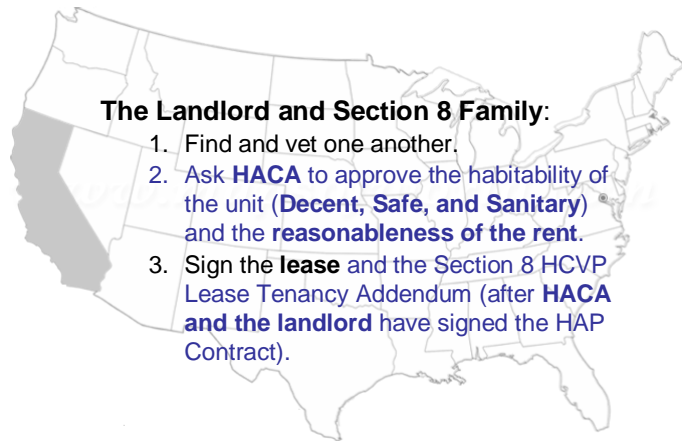 The Landlord and Section 8 Family:
1. Find and vet one another.
2. Ask HACA to approve the habitability of
the unit (Decent, Safe, and Sanitary)
and the reasonableness of the rent.
3. Sign the lease and the Section 8 HCVP
Lease Tenancy Addendum (after HACA
and the landlord have signed the HAP
Contract).